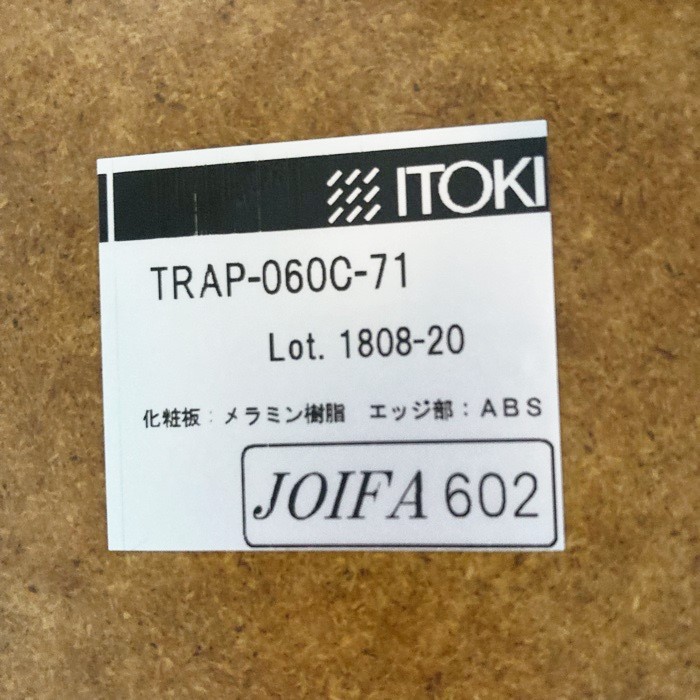 ITOKI
TRAP-060C-71
Lot. 1808-20
化粧板：メラミン樹脂　エッジ部：ABS
JOIFA 602